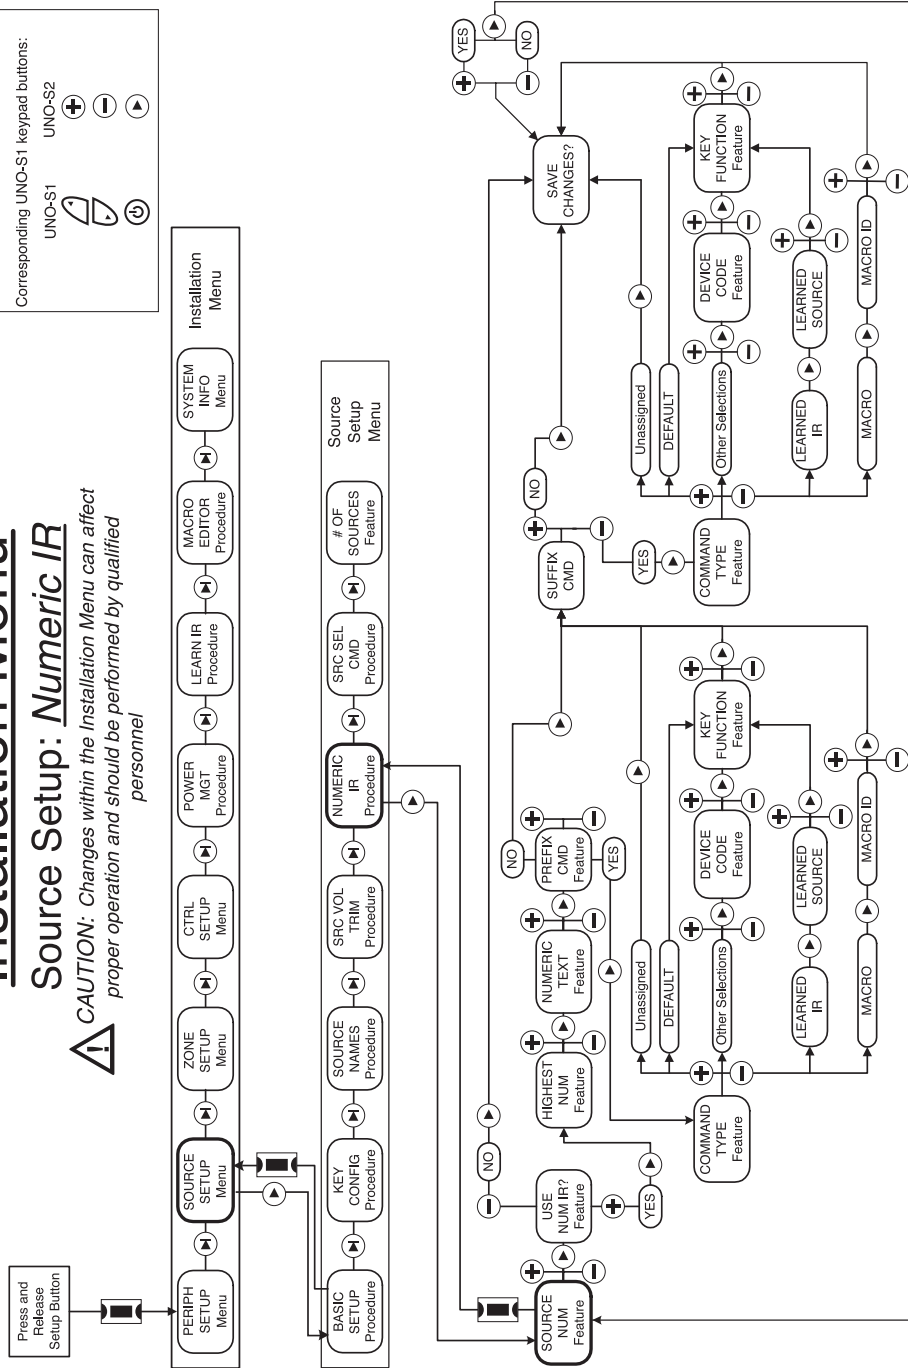 Source Setup: Numeric IR
CAUTION: Changes within the Installation Menu can affect
proper operation and should be performed by qualified
personnel
Corresponding UNO-S1 keypad buttons:
UNO-S1
UNO-S2
Press and
Release
Setup Button
PERIPH
SETUP
Menu
SOURCE
SETUP
Menu
ZONE
SETUP
Menu
CTRL
SETUP
Menu
POWER
MGT
Procedure
LEARN IR
Procedure
MACRO
EDITOR
Procedure
SYSTEM
INFO
Menu
Installation
Menu
BASIC
SETUP
Procedure
KEY
CONFIG
Procedure
SOURCE
NAMES
Procedure
SRC VOL
TRIM
Procedure
NUMERIC
IR
Procedure
SRC SEL
CMD
Procedure
# OF
SOURCES
Feature
Source
Setup
Menu
SOURCE
NUM
Feature
USE
NUM IR?
Feature
NO
YES
HIGHEST
NUM
Feature
NUMERIC
TEXT
Feature
PREFIX
CMD
Feature
NO
YES
COMMAND
TYPE
Feature
Unassigned
DEFAULT
Other Selections
LEARNED
IR
MACRO
DEVICE
CODE
Feature
LEARNED
SOURCE
MACRO ID
KEY
FUNCTION
Feature
SUFFIX
CMD
NO
YES
COMMAND
TYPE
Feature
Unassigned
DEFAULT
Other Selections
LEARNED
IR
MACRO
DEVICE
CODE
Feature
LEARNED
SOURCE
MACRO ID
KEY
FUNCTION
Feature
SAVE
CHANGES?
YES
NO